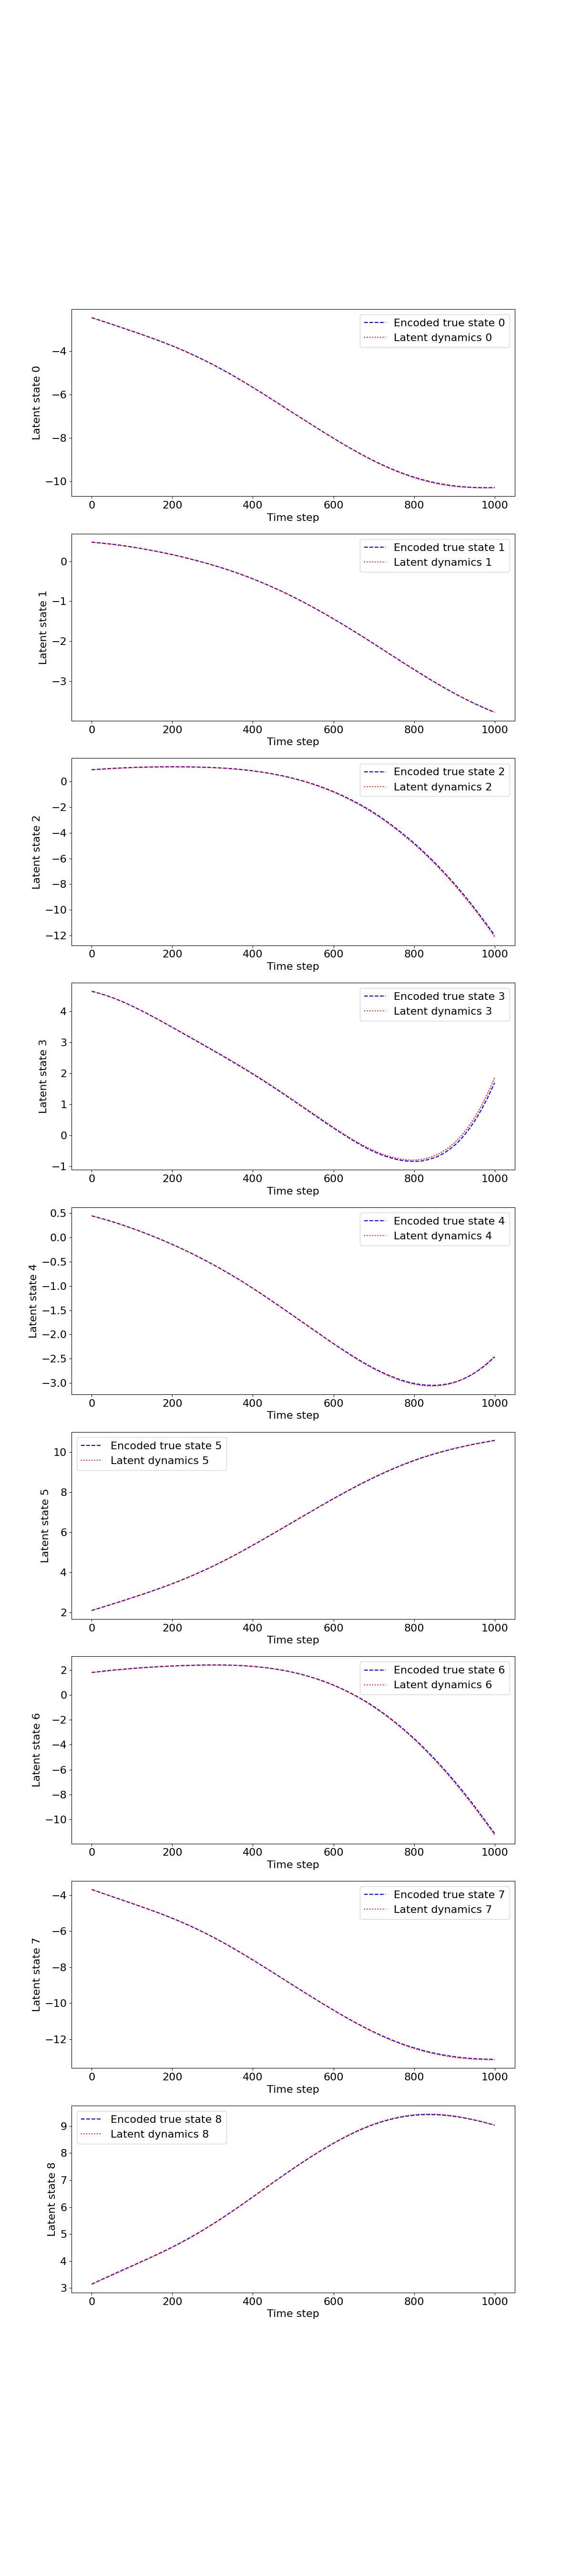 Encoded true state 0
Latent dynamics 0
−4
−6
−8
−10
Latent state 0
0 200 400 600 800 1000
Time step
Encoded true state 1
Latent dynamics 1
0
−1
−2
−3
Latent state 1
0 200 400 600 800 1000
Time step
Encoded true state 2
Latent dynamics 2
0
−2
−4
−6
−8
−10
−12
Latent state 2
0 200 400 600 800 1000
Time step
Encoded true state 3
Latent dynamics 3
4
3
2
1
0
−1
Latent state 3
0 200 400 600 800 1000
Time step
Encoded true state 4
Latent dynamics 4
0.5
0.0
−0.5
−1.0
−1.5
−2.0
−2.5
−3.0
Latent state 4
0 200 400 600 800 1000
Time step
Encoded true state 5
Latent dynamics 5
10
8
6
4
2
Latent state 5
0 200 400 600 800 1000
Time step
Encoded true state 6
Latent dynamics 6
2
0
−2
−4
−6
−8
−10
Latent state 6
0 200 400 600 800 1000
Time step
Encoded true state 7
Latent dynamics 7
−4
−6
−8
−10
−12
Latent state 7
0 200 400 600 800 1000
Time step
Encoded true state 8
Latent dynamics 8
9
8
7
6
5
4
3
Latent state 8
0 200 400 600 800 1000
Time step